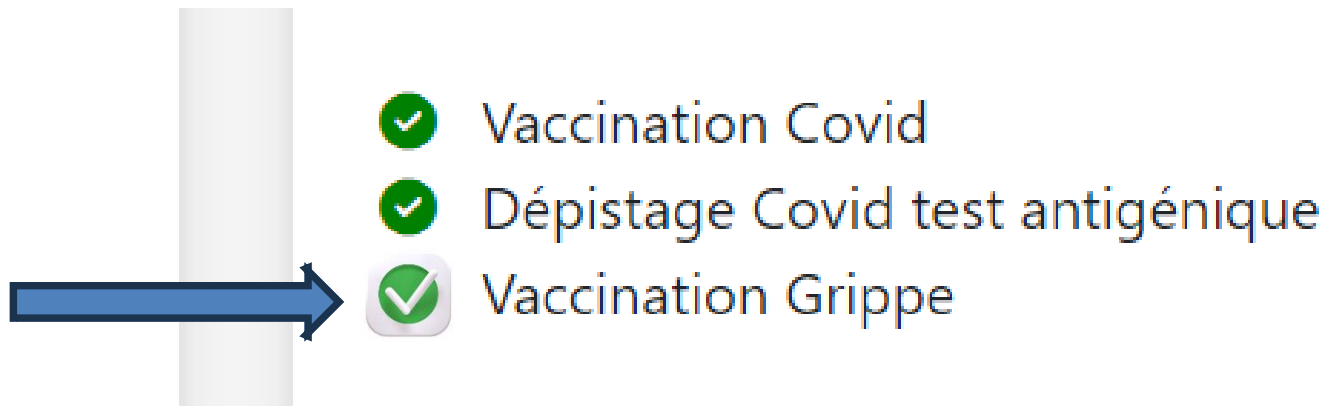 Vaccination Covid
Dépistage Covid test antigénique
Vaccination Grippe